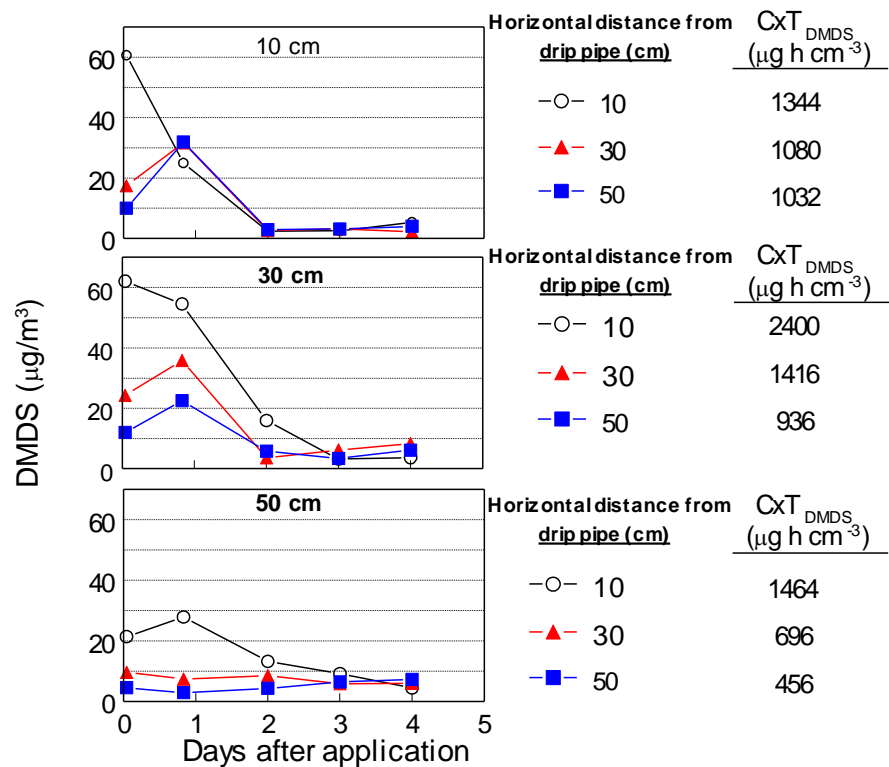 DMDS (μg/m³)
10 cm
60
40
20
0
Horizontal distance from
drip pipe (cm)
CxT DMDS
(μg h cm⁻³)
10 1344
30 1080
50 1032
30 cm
60
40
20
0
Horizontal distance from
drip pipe (cm)
CxT DMDS
(μg h cm⁻³)
10 2400
30 1416
50 936
50 cm
60
40
20
0
Horizontal distance from
drip pipe (cm)
CxT DMDS
(μg h cm⁻³)
10 1464
30 696
50 456
0 1 2 3 4 5
Days after application